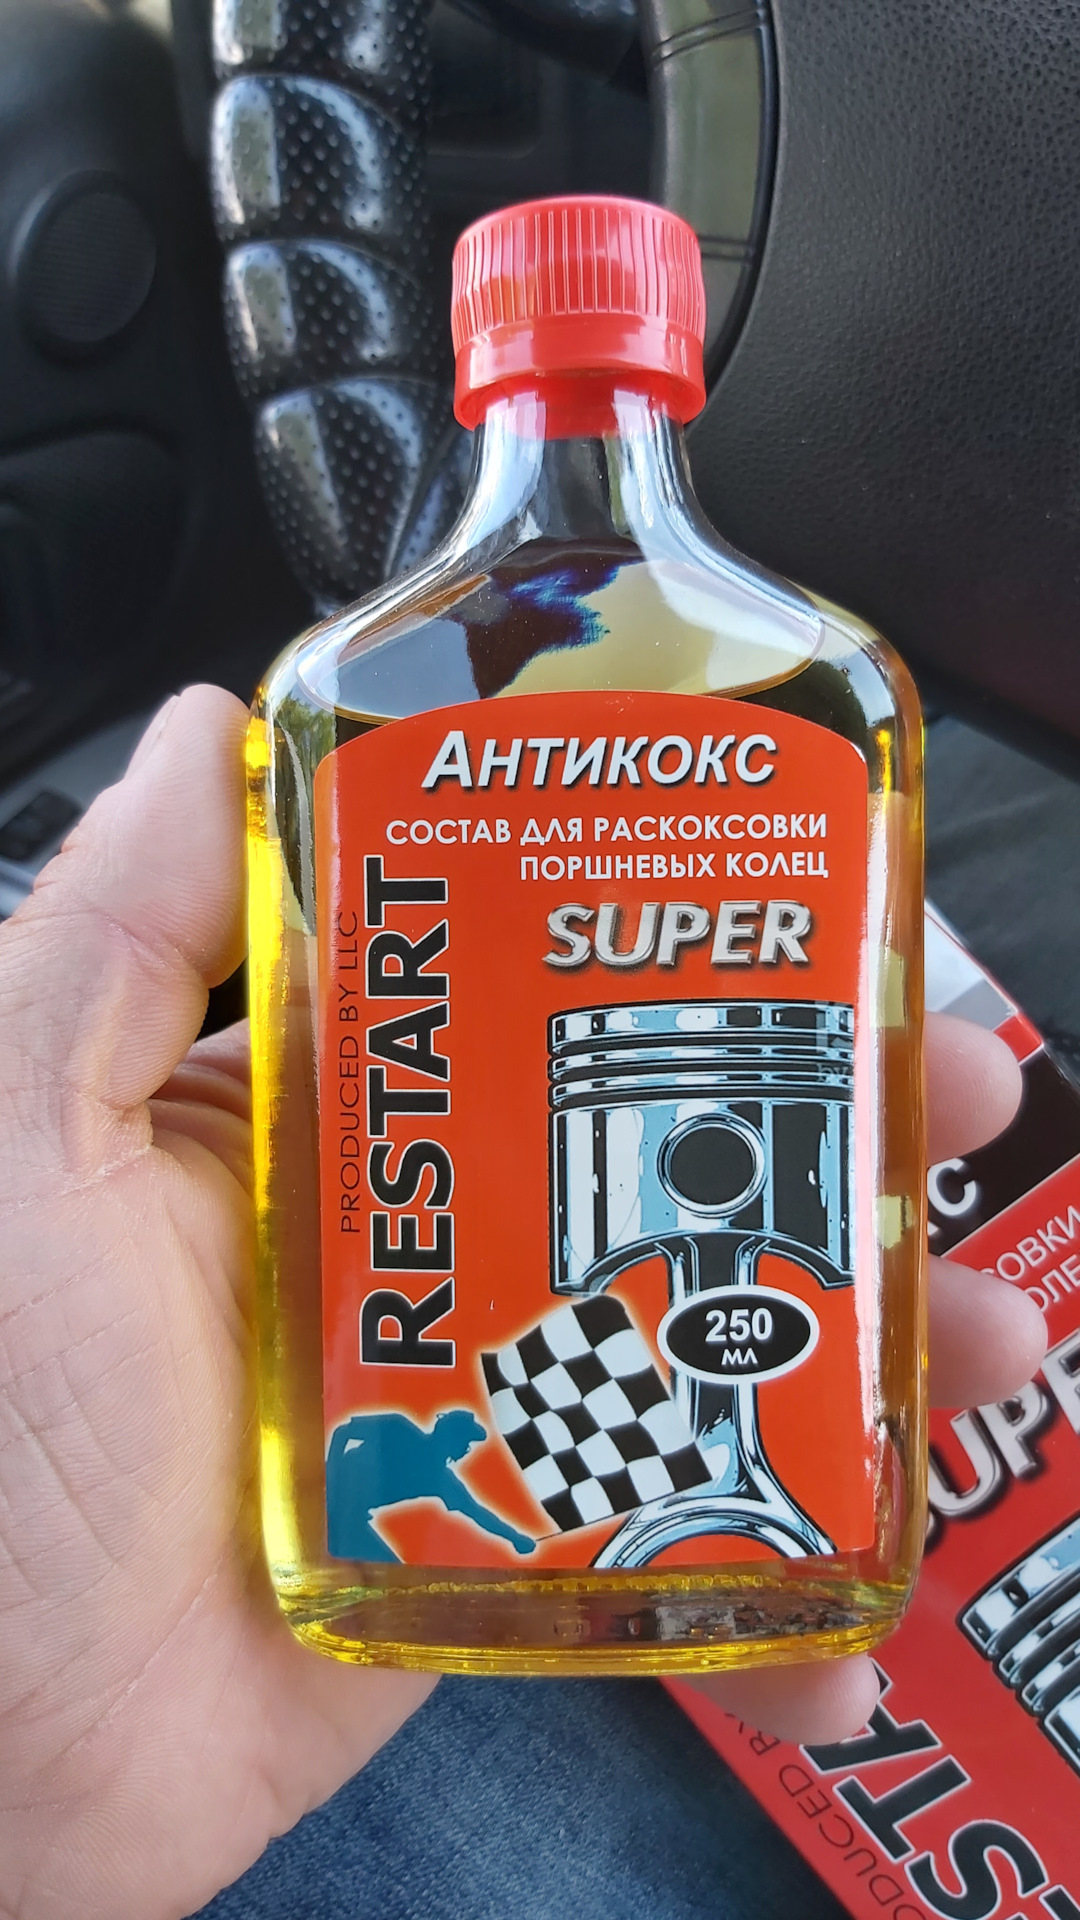 Антикокс
СОСТАВ ДЛЯ РАСКОКСОВКИ
ПОРШНЕВЫХ КОЛЕЦ
SUPER
RESTART
PRODUCED BY LLC
250
МЛ